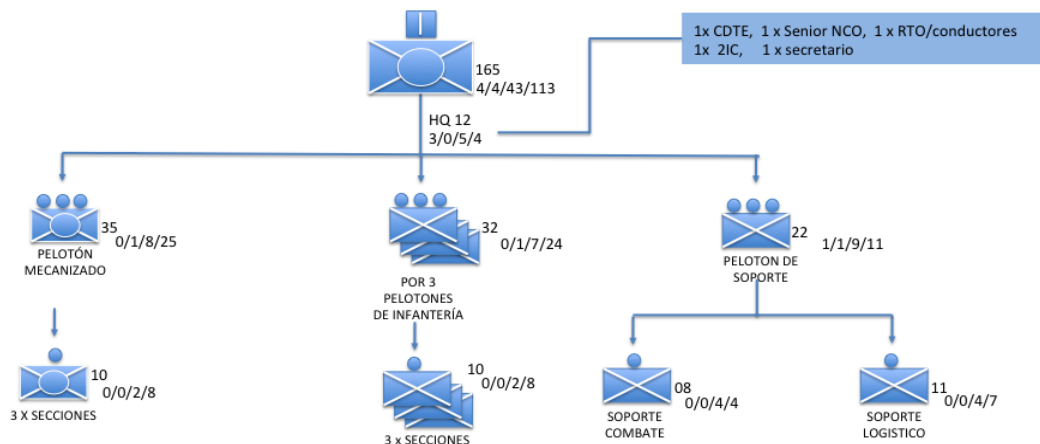 1x CDTE, 1 x Senior NCO, 1 x RTO/conductores
1x 2IC, 1 x secretario
165
4/4/43/113
HQ 12
3/0/5/4
35
0/1/8/25
PELOTÓN
MECANIZADO
32
0/1/7/24
POR 3
PELOTONES
DE INFANTERÍA
22
1/1/9/11
PELOTON DE
SOPORTE
10
0/0/2/8
3 X SECCIONES
10
0/0/2/8
3 x SECCIONES
08
0/0/4/4
SOPORTE
COMBATE
11
0/0/4/7
SOPORTE
LOGISTICO